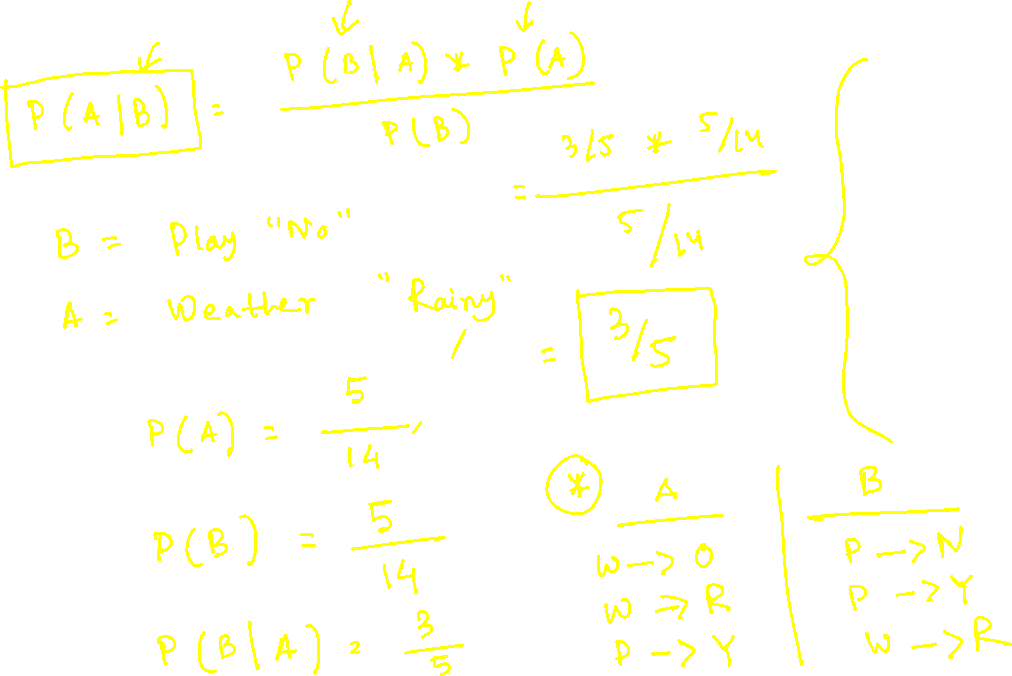 P(A|B) = P(B|A) * P(A) / P(B)
= 3/5 * 5/14 / 5/14
B = Play "No"
A = Weather "Rainy"
= 3/5
P(A) = 5/14
P(B) = 5/14
P(B|A) = 3/5
* A | B
W -> O | P -> N
W -> R | P -> Y
P -> Y | W -> R